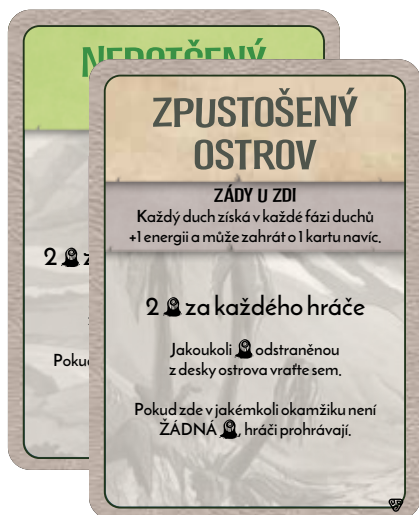 NEDOTČENÝ
2
Pokud
ZPUSTOŠENÝ
OSTROV
ZÁDY U ZDI
Každý duch získá v každé fázi duchů
+1 energii a může zahrát o 1 kartu navíc.
2 za každého hráče
Jakoukoli odstraněnou
z desky ostrova vraťte sem.
Pokud zde v jakémkoli okamžiku není
ŽÁDNÁ , hráči prohrávají.